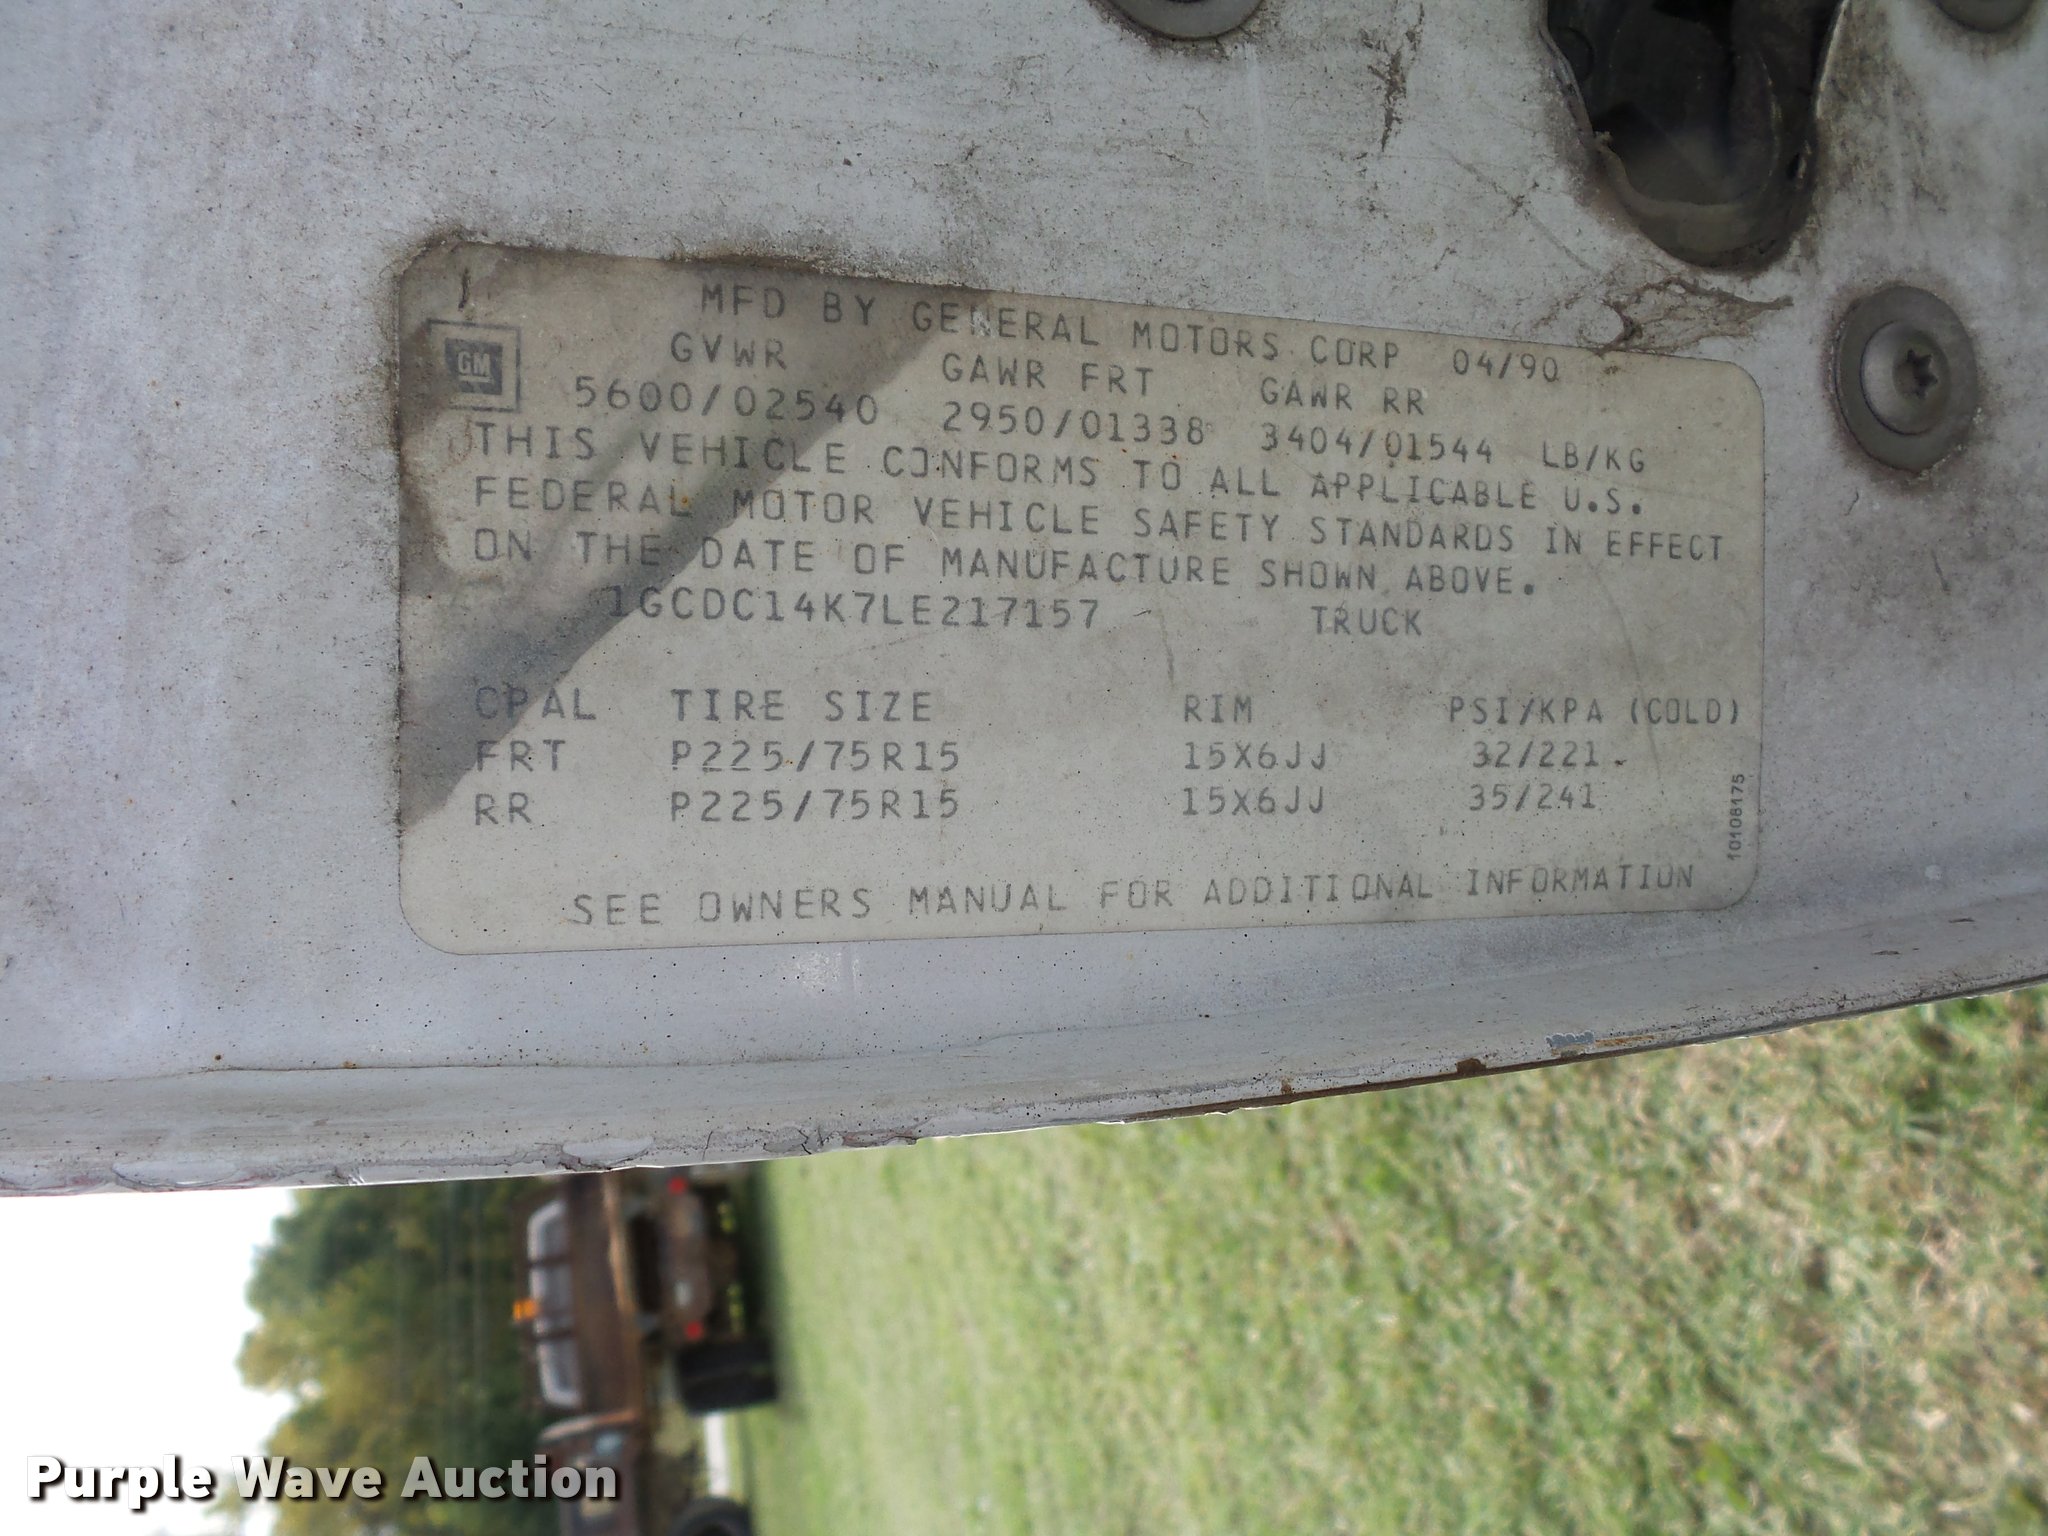 MFD BY GENERAL MOTORS CORP 04/90
GM
GVWR GAWR FRT GAWR RR
5600/02540 2950/01338 3404/01544 LB/KG
THIS VEHICLE CONFORMS TO ALL APPLICABLE U.S.
FEDERAL MOTOR VEHICLE SAFETY STANDARDS IN EFFECT
ON THE DATE OF MANUFACTURE SHOWN ABOVE.
1GCDC14K7LE217157 TRUCK
CPAL TIRE SIZE RIM PSI/KPA (COLD)
FRT P225/75R15 15X6JJ 32/221
RR P225/75R15 15X6JJ 35/241
10108175
SEE OWNERS MANUAL FOR ADDITIONAL INFORMATION
Purple Wave Auction